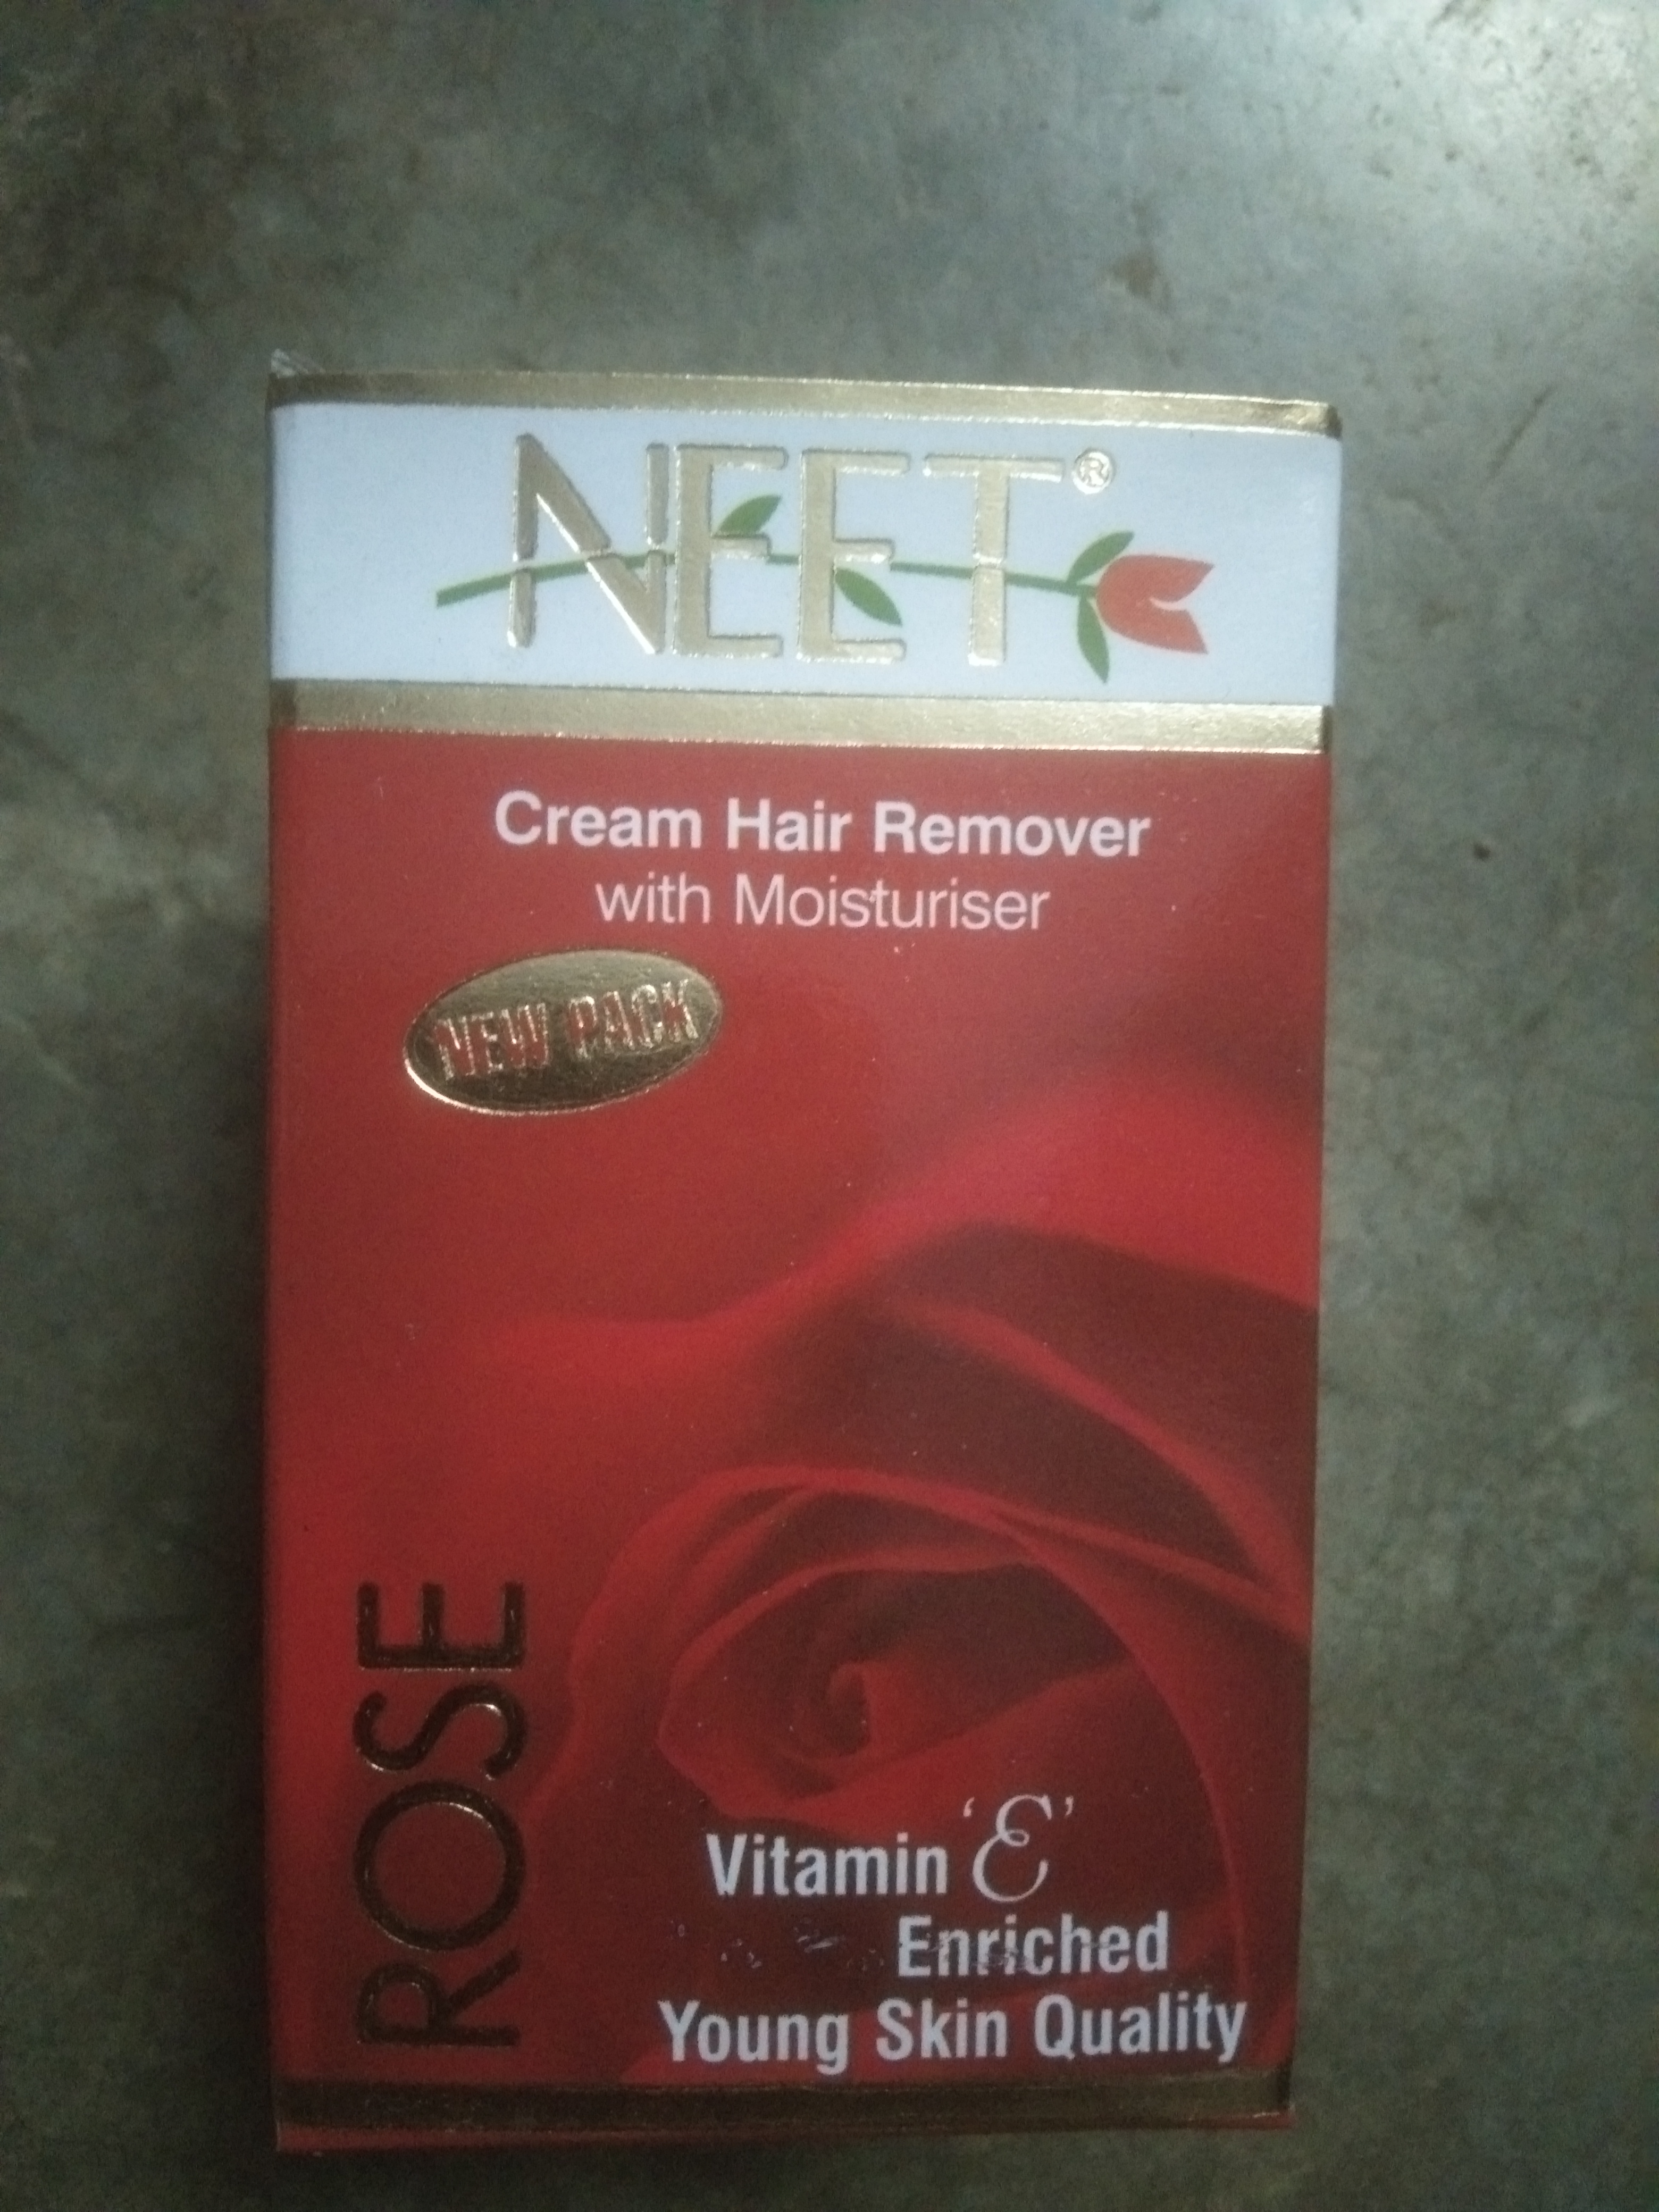 NEET®
Cream Hair Remover
with Moisturiser
NEW PACK
ROSE
Vitamin 'E'
Enriched
Young Skin Quality